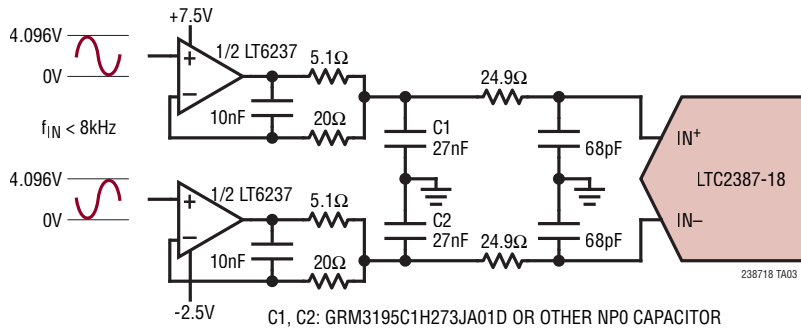 +7.5V
4.096V
0V
1/2 LT6237
5.1Ω
10nF
20Ω
24.9Ω
fIN < 8kHz
C1
27nF
68pF
IN+
LTC2387-18
4.096V
0V
1/2 LT6237
5.1Ω
10nF
20Ω
C2
27nF
24.9Ω
68pF
IN–
238718 TA03
-2.5V
C1, C2: GRM3195C1H273JA01D OR OTHER NP0 CAPACITOR